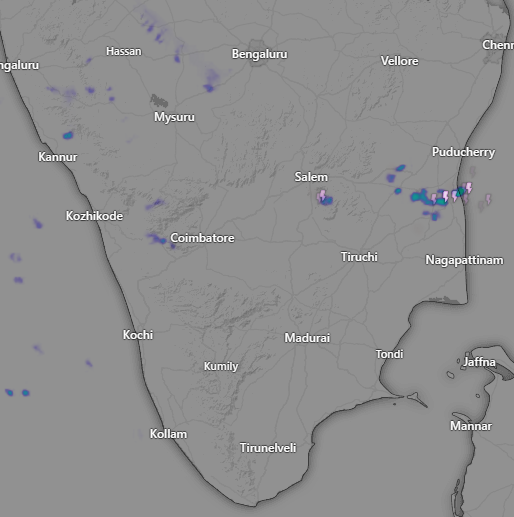 Hassan
Bengaluru
Chenn
ngaluru
Vellore
Mysuru
Kannur
Puducherry
Salem
Kozhikode
Coimbatore
Tiruchi
Nagapattinam
Kochi
Madurai
Tondi
Jaffna
Kumily
Mannar
Kollam
Tirunelveli